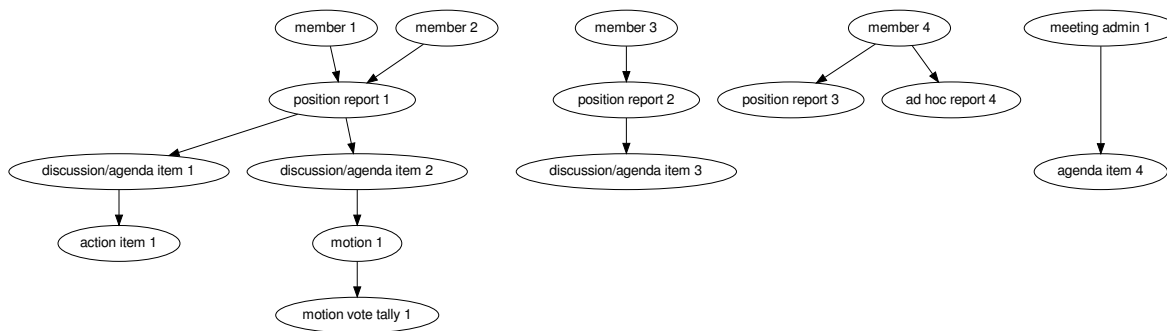 member 1
member 2
member 3
member 4
meeting admin 1
position report 1
position report 2
position report 3
ad hoc report 4
discussion/agenda item 1
discussion/agenda item 2
discussion/agenda item 3
agenda item 4
action item 1
motion 1
motion vote tally 1